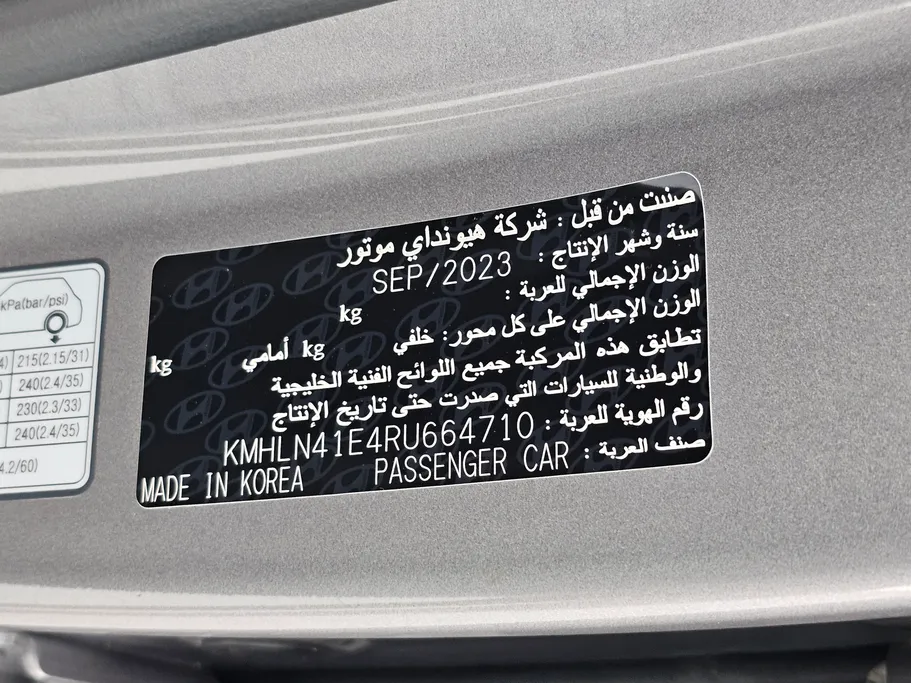 صنعت من قبل : شركة هيونداي موتور
سنة وشهر الإنتاج : SEP/2023
الوزن الإجمالي للعربة : kg
الوزن الإجمالي على كل محور: خلفي kg أمامي kg
تطابق هذه المركبة جميع اللوائح الفنية الخليجية
والوطنية للسيارات التي صدرت حتى تاريخ الإنتاج
رقم الهوية للعربة : KMHLN41E4RU664710
صنف العربة : PASSENGER CAR
MADE IN KOREA
kPa(bar/psi)
215(2.15/31)
240(2.4/35)
230(2.3/33)
240(2.4/35)
4.2/60)